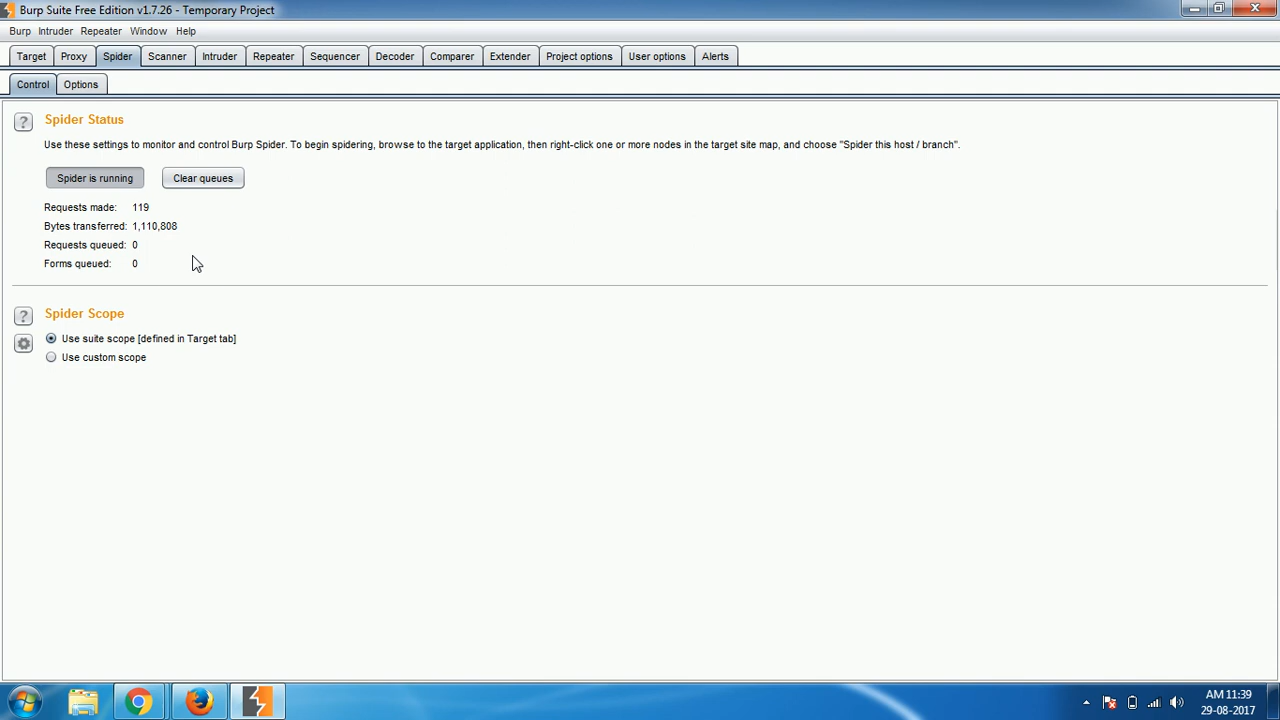 Burp Suite Free Edition v1.7.26 - Temporary Project
Burp Intruder Repeater Window Help
Target Proxy Spider Scanner Intruder Repeater Sequencer Decoder Comparer Extender Project options User options Alerts
Control Options
? Spider Status
Use these settings to monitor and control Burp Spider. To begin spidering, browse to the target application, then right-click one or more nodes in the target site map, and choose "Spider this host / branch".
Spider is running Clear queues
Requests made: 119
Bytes transferred: 1,110,808
Requests queued: 0
Forms queued: 0
? Spider Scope
Use suite scope [defined in Target tab]
Use custom scope
AM 11:39
29-08-2017